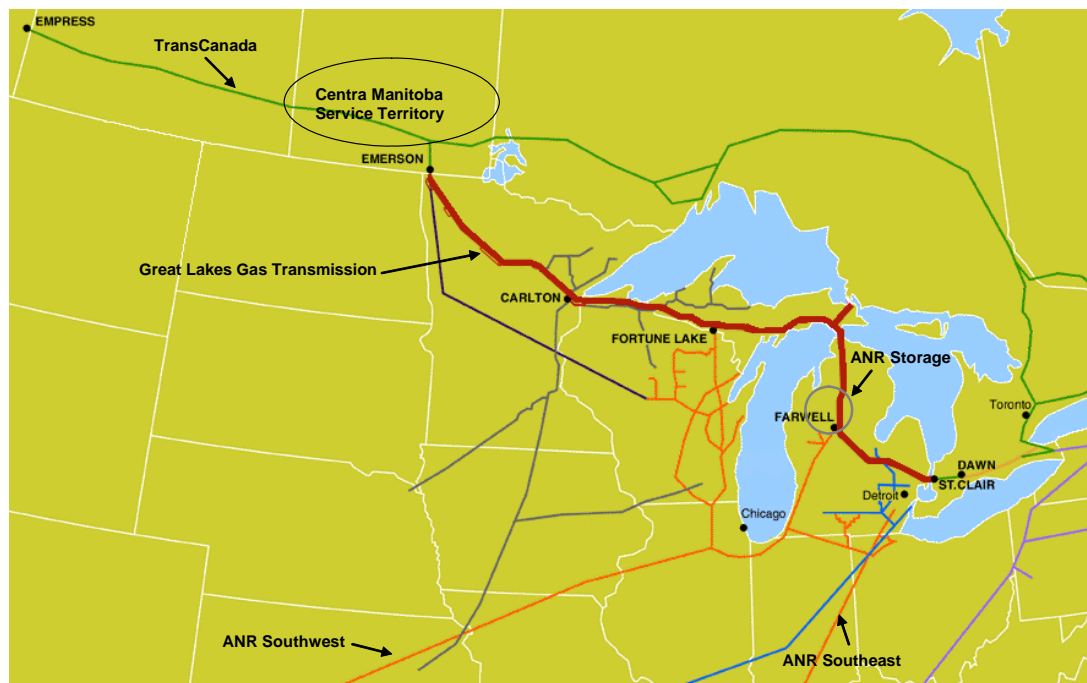 EMPRESS
TransCanada
Centra Manitoba
Service Territory
EMERSON
Great Lakes Gas Transmission
CARLTON
FORTUNE LAKE
ANR Storage
Toronto
FARWELL
DAWN
ST.CLAIR
Detroit
Chicago
ANR Southwest
ANR Southeast